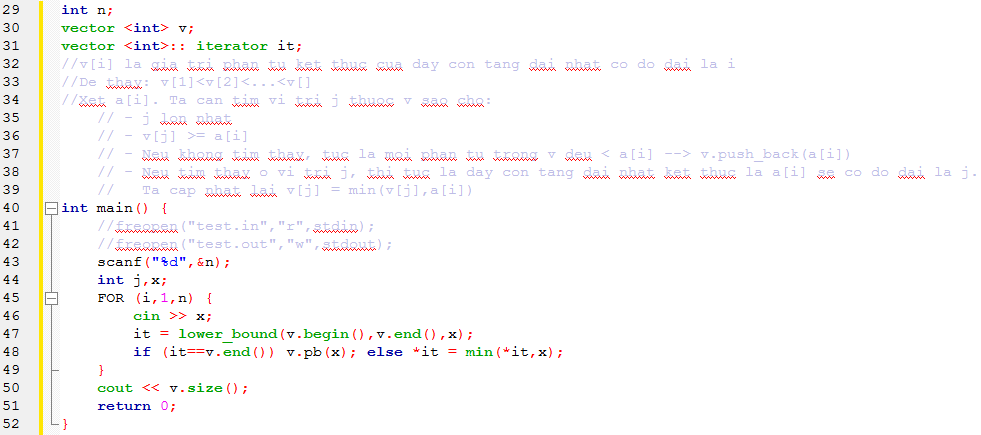 29 int n;
30 vector <int> v;
31 vector <int>:: iterator it;
32 //v[i] la gia tri phan tu ket thuc cua day con tang dai nhat co do dai la i
33 //De thay: v[1]<v[2]<...<v[]
34 //Xet a[i]. Ta can tim vi tri j thuoc v sao cho:
35     // - j lon nhat
36     // - v[j] >= a[i]
37     // - Neu khong tim thay, tuc la moi phan tu trong v deu < a[i] --> v.push_back(a[i])
38     // - Neu tim thay o vi tri j, thi tuc la day con tang dai nhat ket thuc la a[i] se co do dai la j.
39     //   Ta cap nhat lai v[j] = min(v[j],a[i])
40 int main() {
41     //freopen("test.in","r",stdin);
42     //freopen("test.out","w",stdout);
43     scanf("%d",&n);
44     int j,x;
45     FOR (i,1,n) {
46         cin >> x;
47         it = lower_bound(v.begin(),v.end(),x);
48         if (it==v.end()) v.pb(x); else *it = min(*it,x);
49     }
50     cout << v.size();
51     return 0;
52 }